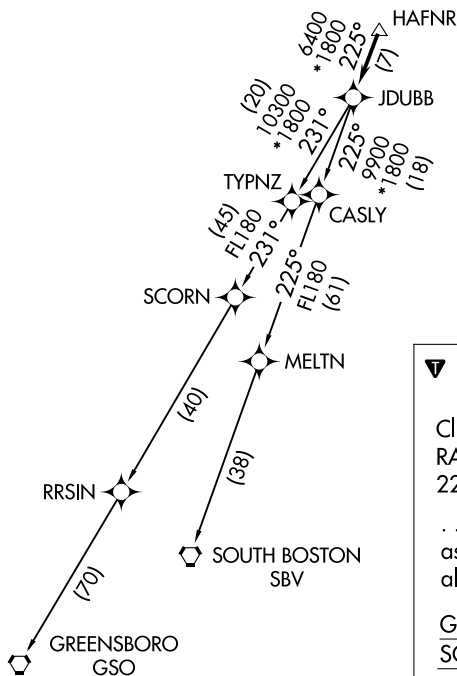 HAFNR
6400
*1800
225°
(7)
JDUBB
(20)
10300
*1800
231°
225°
9900
*1800
(18)
TYPNZ
CASLY
(45)
FL180
231°
225°
FL180
(61)
SCORN
MELTN
(40)
(38)
RRSIN
SOUTH BOSTON
SBV
(70)
GREENSBORO
GSO
T
Cl
RA
22
. .
as
al
G
SC